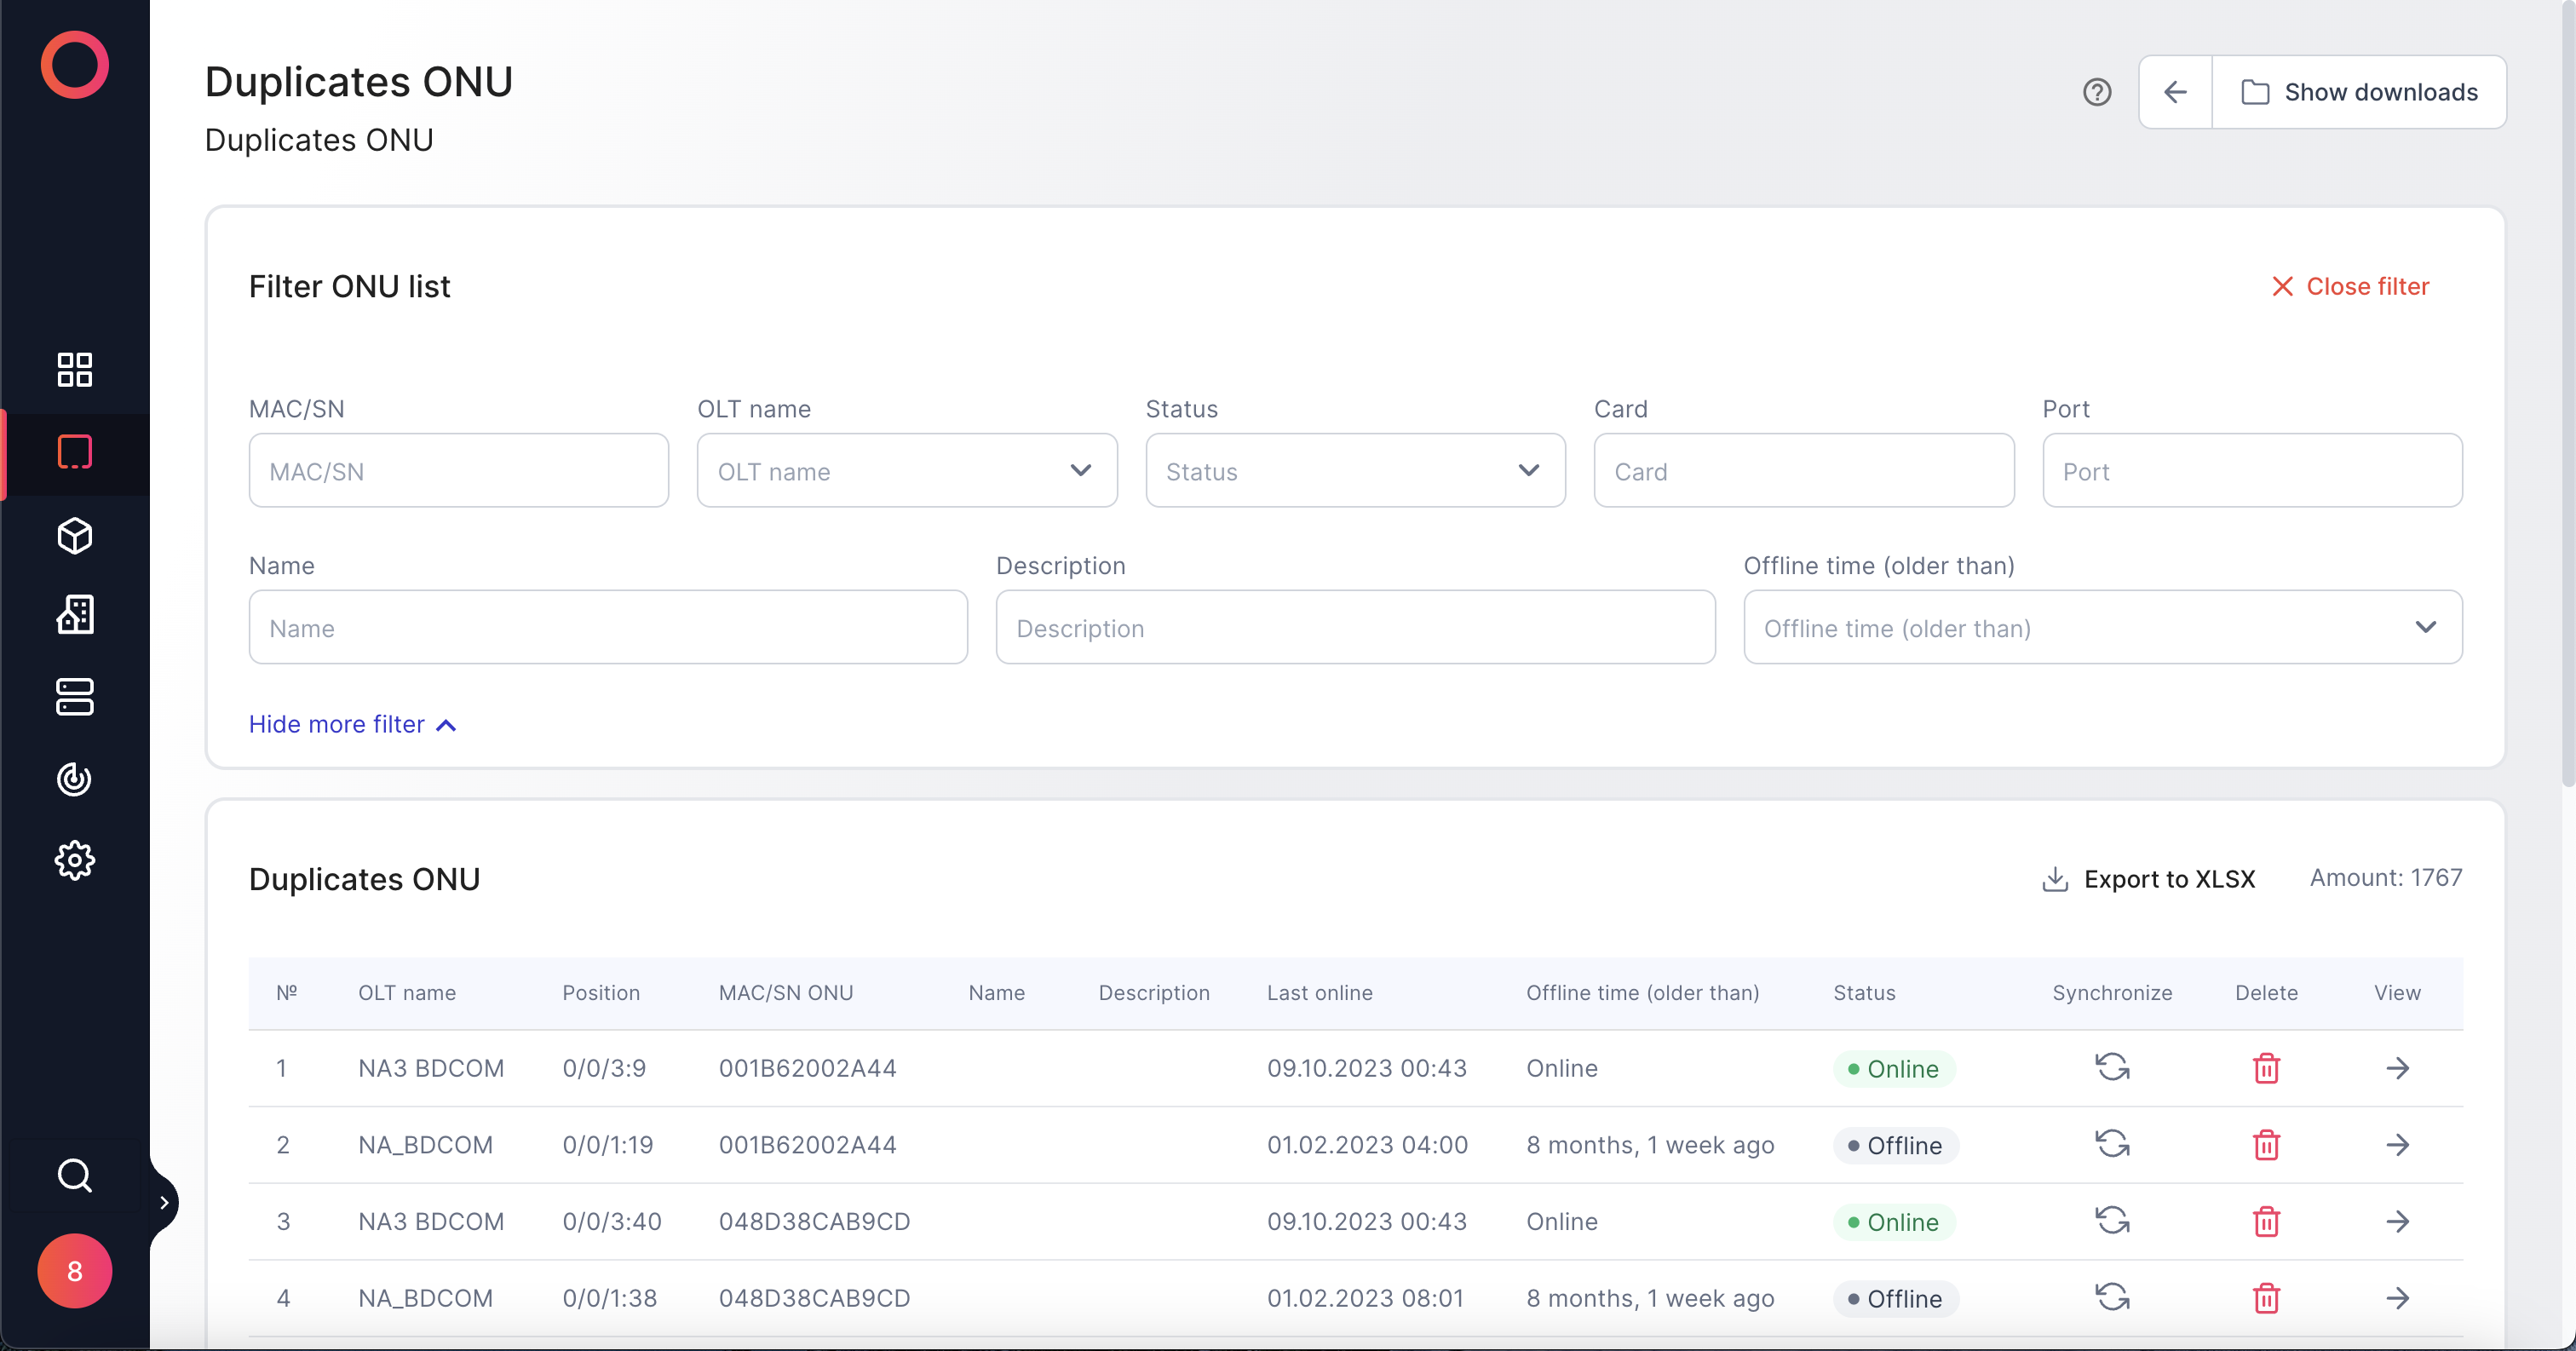 Duplicates ONU
Duplicates ONU
Show downloads
Filter ONU list
Close filter
MAC/SN OLT name Status Card Port
MAC/SN OLT name Status Card Port
Name Description Offline time (older than)
Name Description Offline time (older than)
Hide more filter
Duplicates ONU
Export to XLSX Amount: 1767
№ OLT name Position MAC/SN ONU Name Description Last online Offline time (older than) Status Synchronize Delete View
1 NA3 BDCOM 0/0/3:9 001B62002A44 09.10.2023 00:43 Online Online
2 NA_BDCOM 0/0/1:19 001B62002A44 01.02.2023 04:00 8 months, 1 week ago Offline
3 NA3 BDCOM 0/0/3:40 048D38CAB9CD 09.10.2023 00:43 Online Online
4 NA_BDCOM 0/0/1:38 048D38CAB9CD 01.02.2023 08:01 8 months, 1 week ago Offline
8